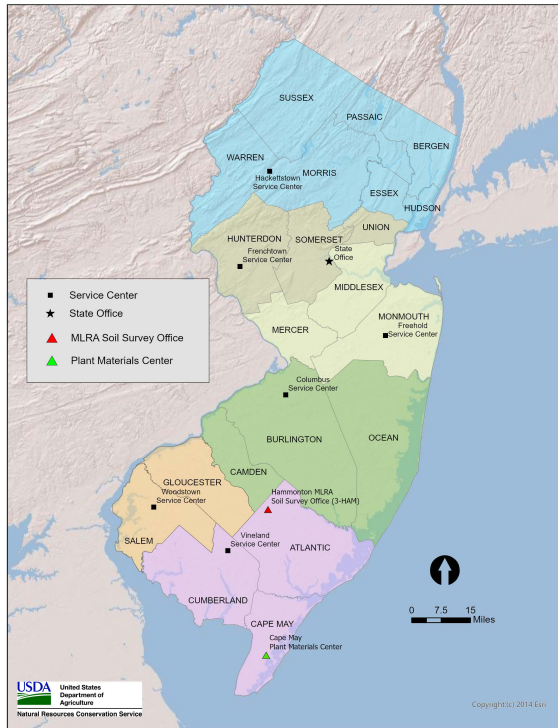 SUSSEX
PASSAIC
BERGEN
WARREN
MORRIS
Hackettstown
Service Center
ESSEX
HUDSON
UNION
HUNTERDON
SOMERSET
State
Office
Frenchtown
Service Center
MIDDLESEX
Service Center
State Office
MLRA Soil Survey Office
Plant Materials Center
MERCER
MONMOUTH
Freehold
Service Center
Columbus
Service Center
BURLINGTON
OCEAN
CAMDEN
GLOUCESTER
Woodstown
Service Center
Hammonton MLRA
Soil Survey Office (3-HAM)
SALEM
Vineland
Service Center
ATLANTIC
CUMBERLAND
CAPE MAY
Cape May
Plant Materials Center
0 7.5 15
Miles
USDA
United States
Department of
Agriculture
Natural Resources Conservation Service
Copyright:(c) 2014 Esri